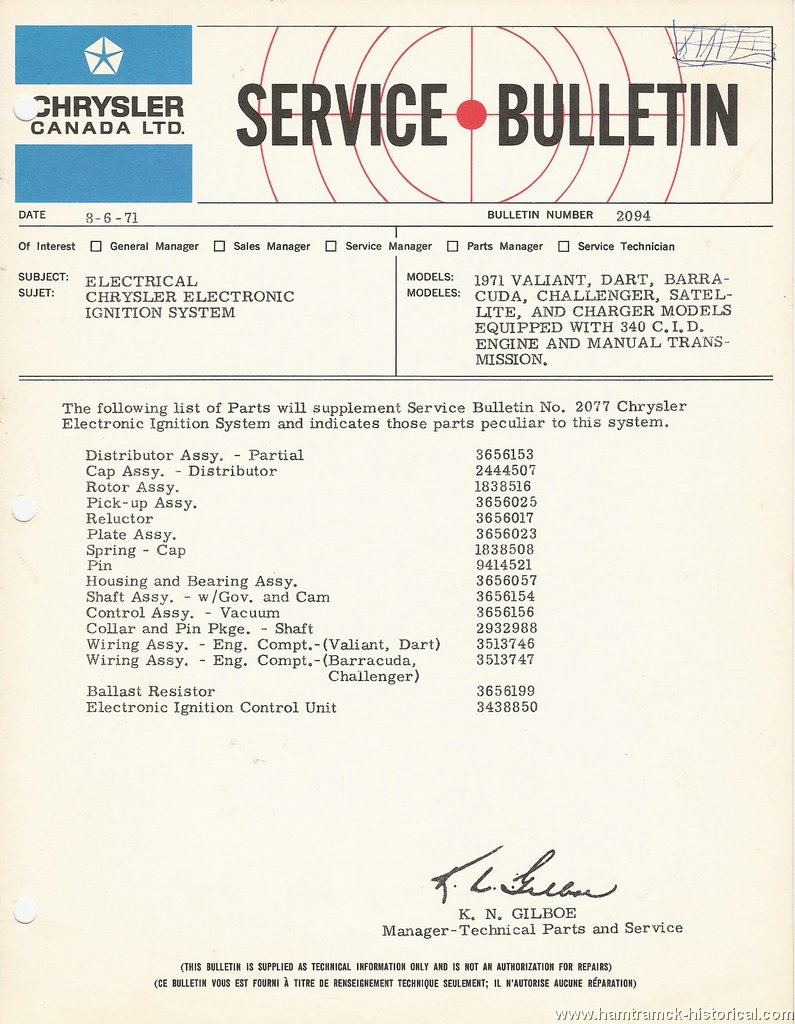 CHRYSLER
CANADA LTD.
SERVICE BULLETIN
DATE 8-6-71 BULLETIN NUMBER 2094
Of Interest General Manager Sales Manager Service Manager Parts Manager Service Technician
SUBJECT: ELECTRICAL
SUJET: CHRYSLER ELECTRONIC
IGNITION SYSTEM
MODELS: 1971 VALIANT, DART, BARRA-
MODELES: CUDA, CHALLENGER, SATEL-
LITE, AND CHARGER MODELS
EQUIPPED WITH 340 C.I.D.
ENGINE AND MANUAL TRANS-
MISSION.
The following list of Parts will supplement Service Bulletin No. 2077 Chrysler
Electronic Ignition System and indicates those parts peculiar to this system.
Distributor Assy. - Partial 3656153
Cap Assy. - Distributor 2444507
Rotor Assy. 1838516
Pick-up Assy. 3656025
Reluctor 3656017
Plate Assy. 3656023
Spring - Cap 1838508
Pin 9414521
Housing and Bearing Assy. 3656057
Shaft Assy. - w/Gov. and Cam 3656154
Control Assy. - Vacuum 3656156
Collar and Pin Pkge. - Shaft 2932988
Wiring Assy. - Eng. Compt.-(Valiant, Dart) 3513746
Wiring Assy. - Eng. Compt.-(Barracuda, 3513747
Challenger)
Ballast Resistor 3656199
Electronic Ignition Control Unit 3438850
K. N. GILBOE
Manager-Technical Parts and Service
(THIS BULLETIN IS SUPPLIED AS TECHNICAL INFORMATION ONLY AND IS NOT AN AUTHORIZATION FOR REPAIRS)
(CE BULLETIN VOUS EST FOURNI À TITRE DE RENSEIGNEMENT TECHNIQUE SEULEMENT; IL N'AUTORISE AUCUNE RÉPARATION)
www.hamtramck-historical.com